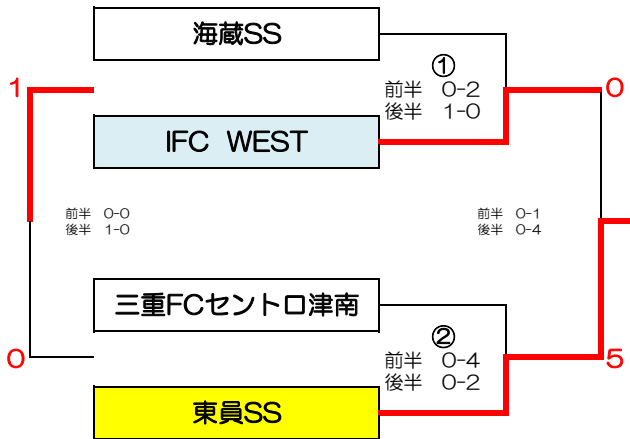 海蔵SS
①
前半 0-2
後半 1-0
1
0
IFC WEST
前半 0-0
後半 1-0
前半 0-1
後半 0-4
三重FCセントロ津南
②
前半 0-4
後半 0-2
0
5
東員SS